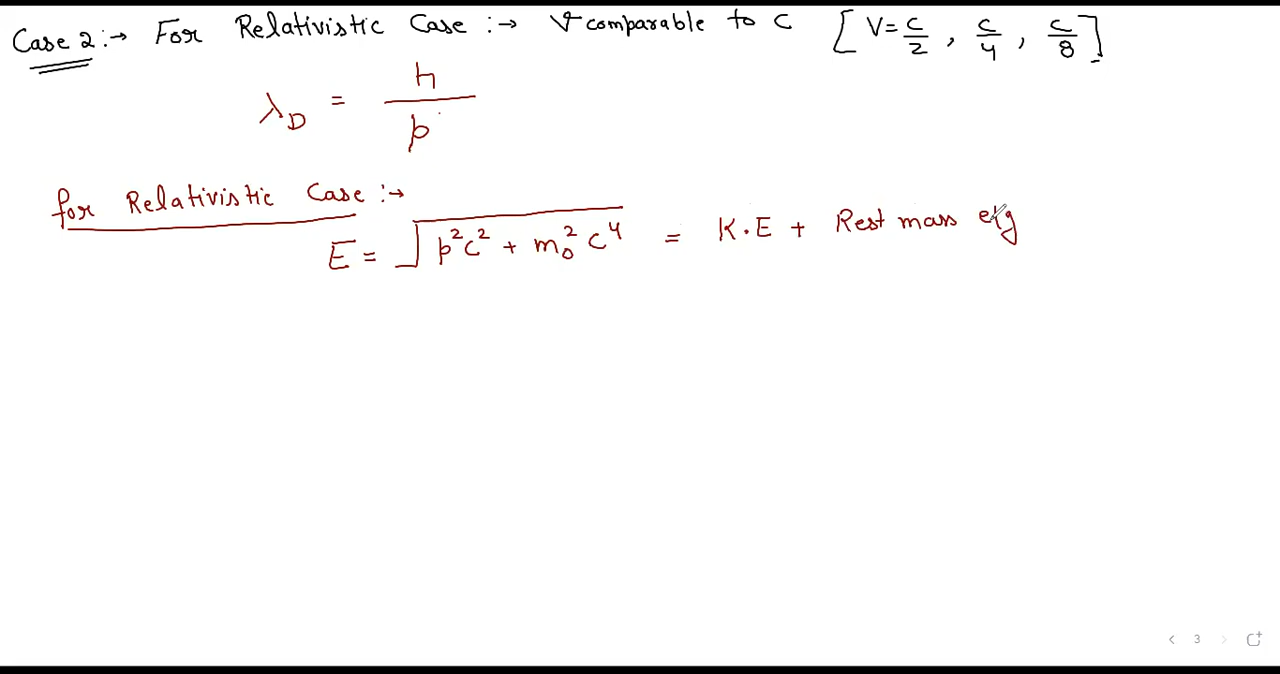 Case 2:→ For Relativistic Case :→ V comparable to C [V = C/2, C/4, C/8]
λ_D = h/p
for Relativistic Case :→
E = √(p²c² + m₀²c⁴) = K.E + Rest mass erg
< 3 >